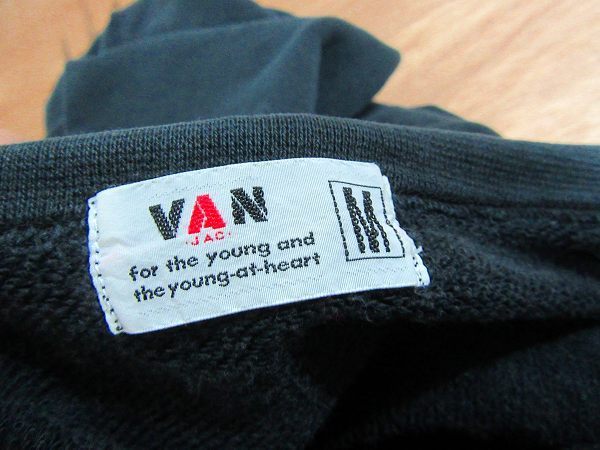 VAN
·JAC·
for the young and
the young-at-heart
M